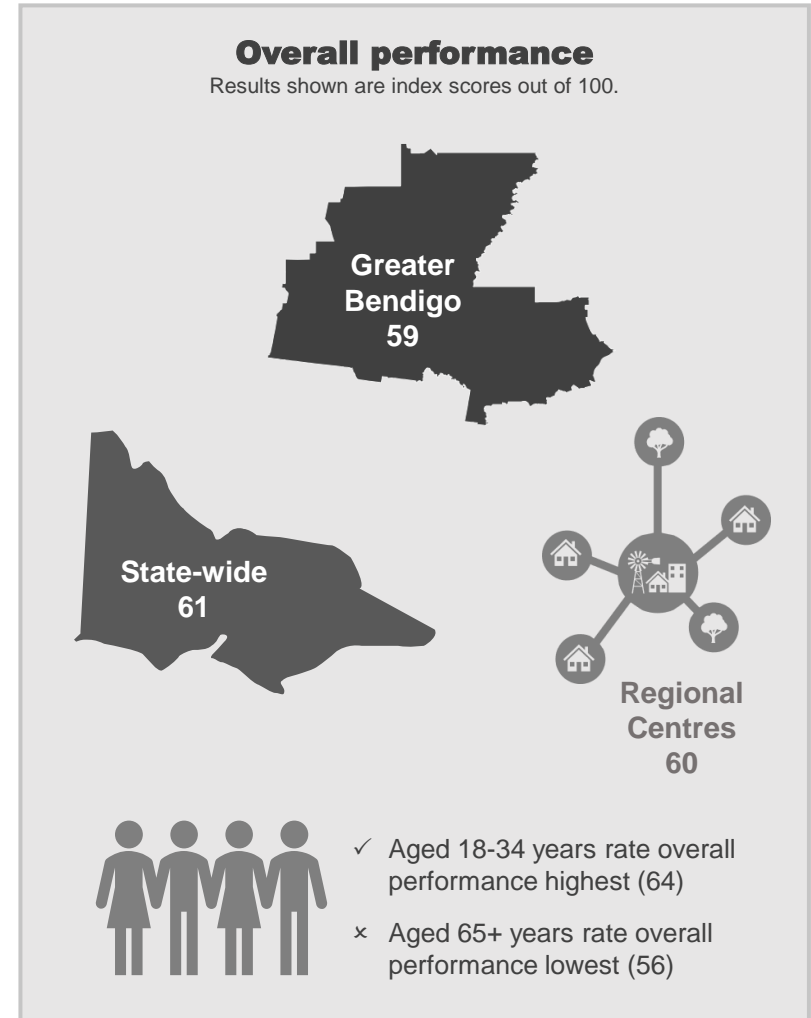 Overall performance
Results shown are index scores out of 100.
Greater
Bendigo
59
State-wide
61
Regional
Centres
60
✓ Aged 18-34 years rate overall
performance highest (64)
× Aged 65+ years rate overall
performance lowest (56)